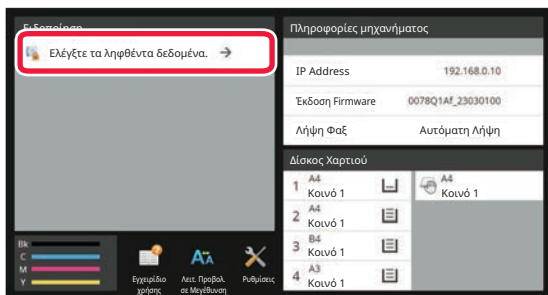 Ειδοποίηση
Ελέγξτε τα ληφθέντα δεδομένα. →
Πληροφορίες μηχανήματος
IP Address 192.168.0.10
Έκδοση Firmware 0078Q1Af_23030100
Λήψη Φαξ Αυτόματη Λήψη
Δίσκος Χαρτιού
1 A4 Κοινό 1
A4 Κοινό 1
2 A4 Κοινό 1
3 B4 Κοινό 1
4 A3 Κοινό 1
Bk
C
M
Y
Εγχειρίδιο χρήσης
Λειτ. Προβολ. σε Μεγέθυνση
Ρυθμίσεις